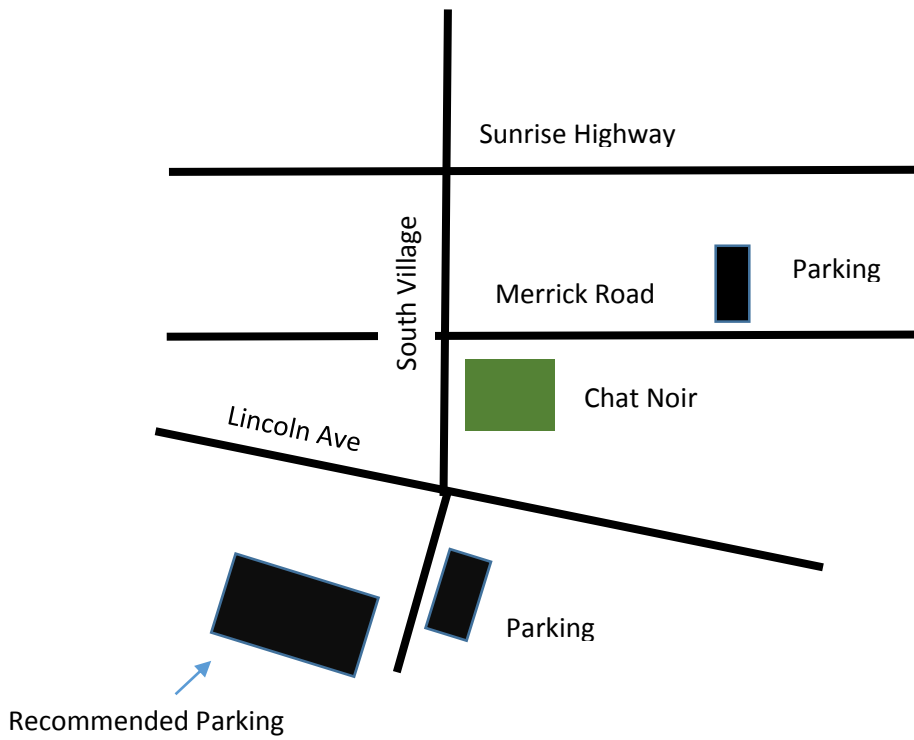 Sunrise Highway
South Village
Parking
Merrick Road
Chat Noir
Lincoln Ave
Parking
Recommended Parking